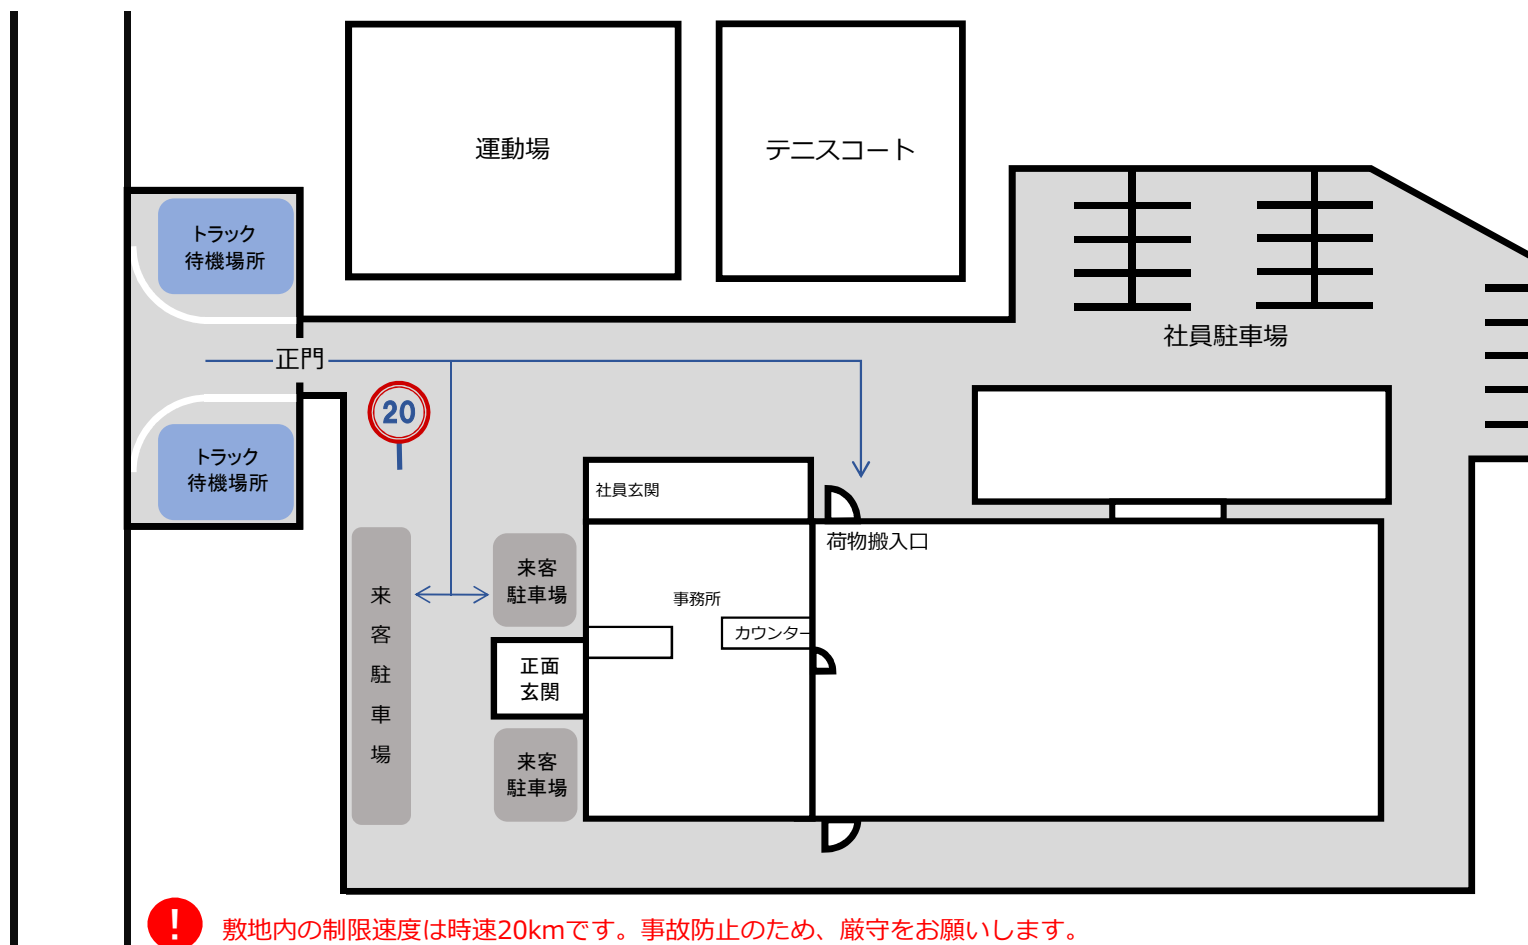 運動場
テニスコート
トラック
待機場所
社員駐車場
正門
20
トラック
待機場所
社員玄関
荷物搬入口
来客
駐車場
来客駐車場
事務所
カウンター
正面
玄関
来客
駐車場
!
敷地内の制限速度は時速20kmです。事故防止のため、厳守をお願いします。